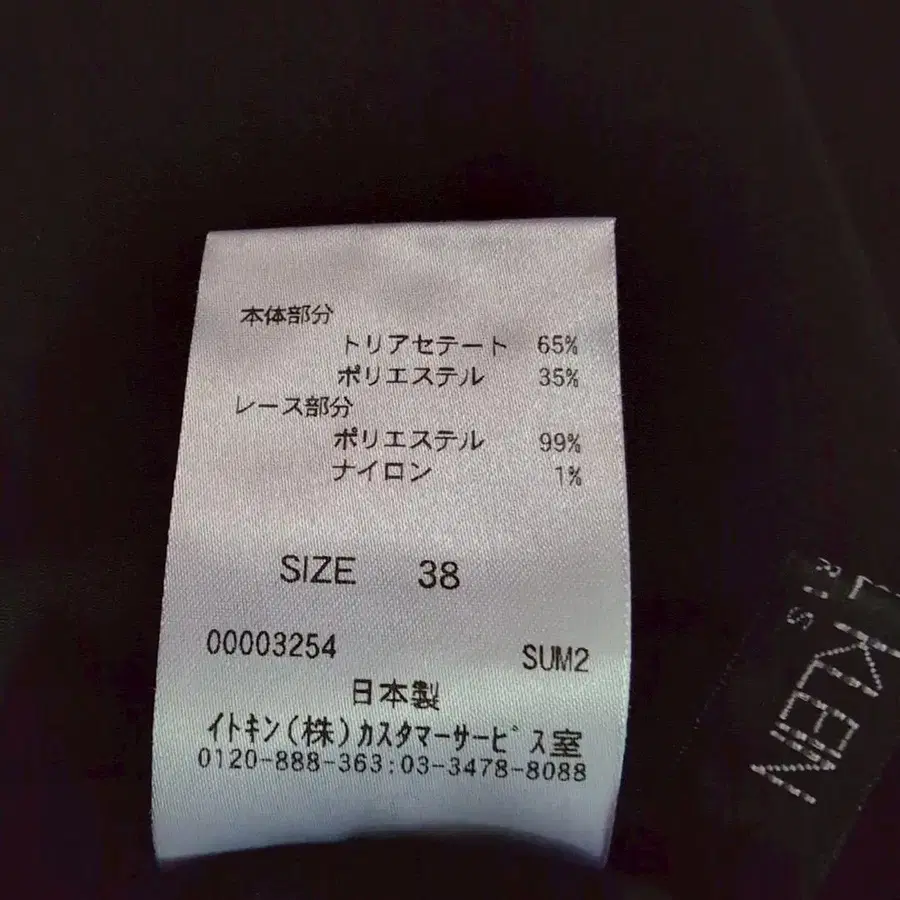 本体部分
トリアセテート 65%
ポリエステル 35%
レース部分
ポリエステル 99%
ナイロン 1%
SIZE 38
00003254 SUM2
日本製
イトキン(株)カスタマーサービス室
0120-888-363:03-3478-8088
KLEIN
RIS